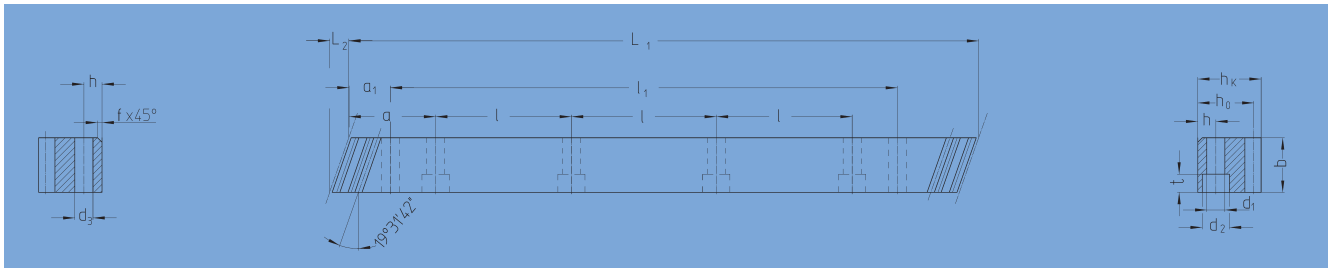 L₂
L₁
a₁
l₁
a
l
l
l
19°31'42"
h
f x 45°
d₃
hₖ
h₀
h
b
t
d₁
d₂